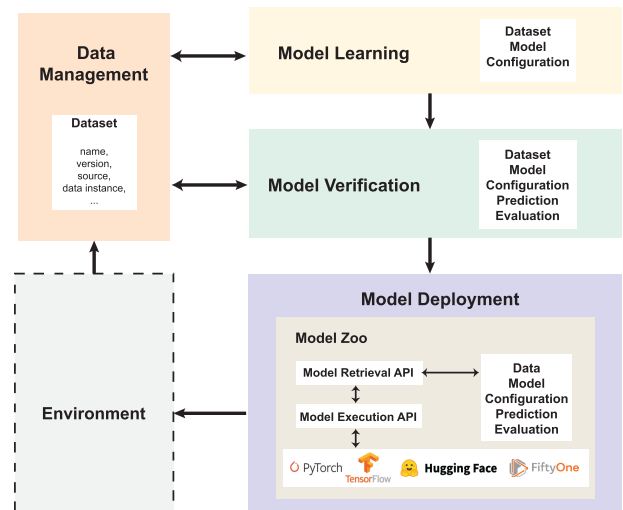 Data
Management
Dataset
name,
version,
source,
data instance,
...
Model Learning
Dataset
Model
Configuration
Model Verification
Dataset
Model
Configuration
Prediction
Evaluation
Environment
Model Deployment
Model Zoo
Model Retrieval API
Model Execution API
Data
Model
Configuration
Prediction
Evaluation
PyTorch
TensorFlow
Hugging Face
FiftyOne